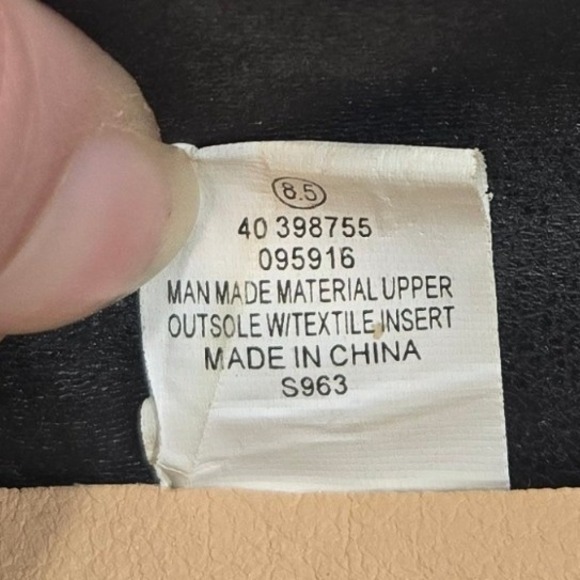 8.5
40 398755
095916
MAN MADE MATERIAL UPPER
OUTSOLE W/TEXTILE INSERT
MADE IN CHINA
S963